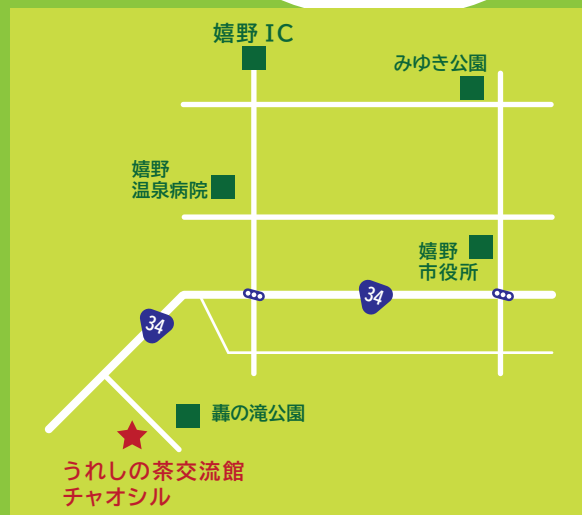 嬉野 IC
みゆき公園
嬉野
温泉病院
嬉野
市役所
34
34
轟の滝公園
うれしの茶交流館
チャオシル